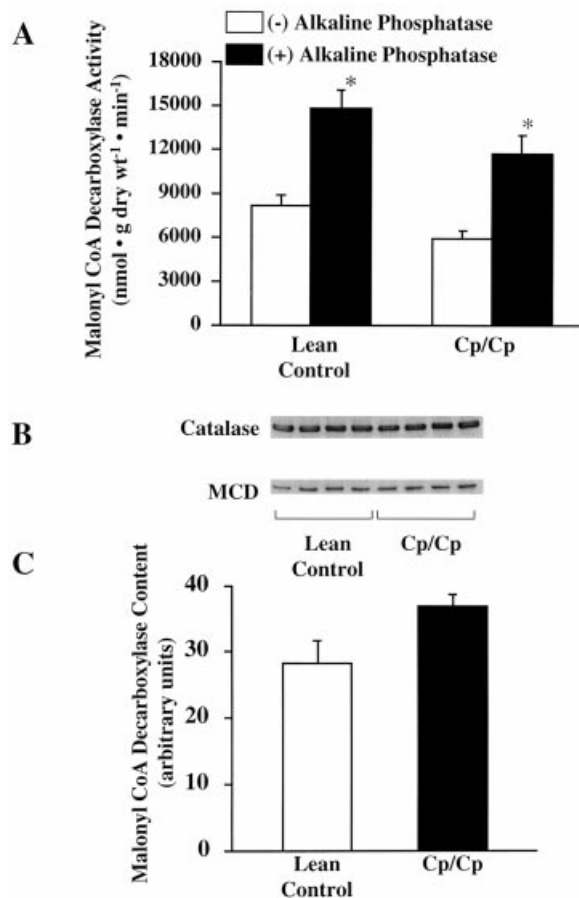 A
(-) Alkaline Phosphatase
(+) Alkaline Phosphatase
Malonyl CoA Decarboxylase Activity
(nmol • g dry wt⁻¹ • min⁻¹)
18000
15000
12000
9000
6000
3000
0
*
*
Lean
Control
Cp/Cp
B
Catalase
MCD
Lean
Control
Cp/Cp
C
Malonyl CoA Decarboxylase Content
(arbitrary units)
40
30
20
10
0
Lean
Control
Cp/Cp